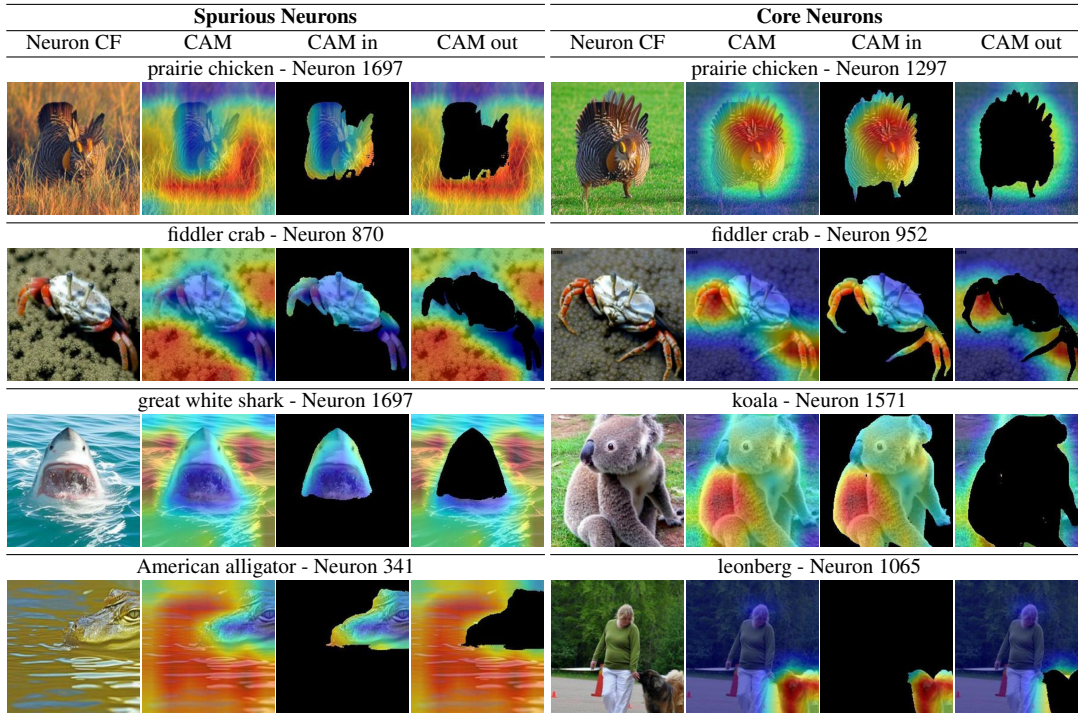 Spurious Neurons Core Neurons
Neuron CF CAM CAM in CAM out Neuron CF CAM CAM in CAM out
prairie chicken - Neuron 1697 prairie chicken - Neuron 1297
fiddler crab - Neuron 870 fiddler crab - Neuron 952
great white shark - Neuron 1697 koala - Neuron 1571
American alligator - Neuron 341 leonberg - Neuron 1065